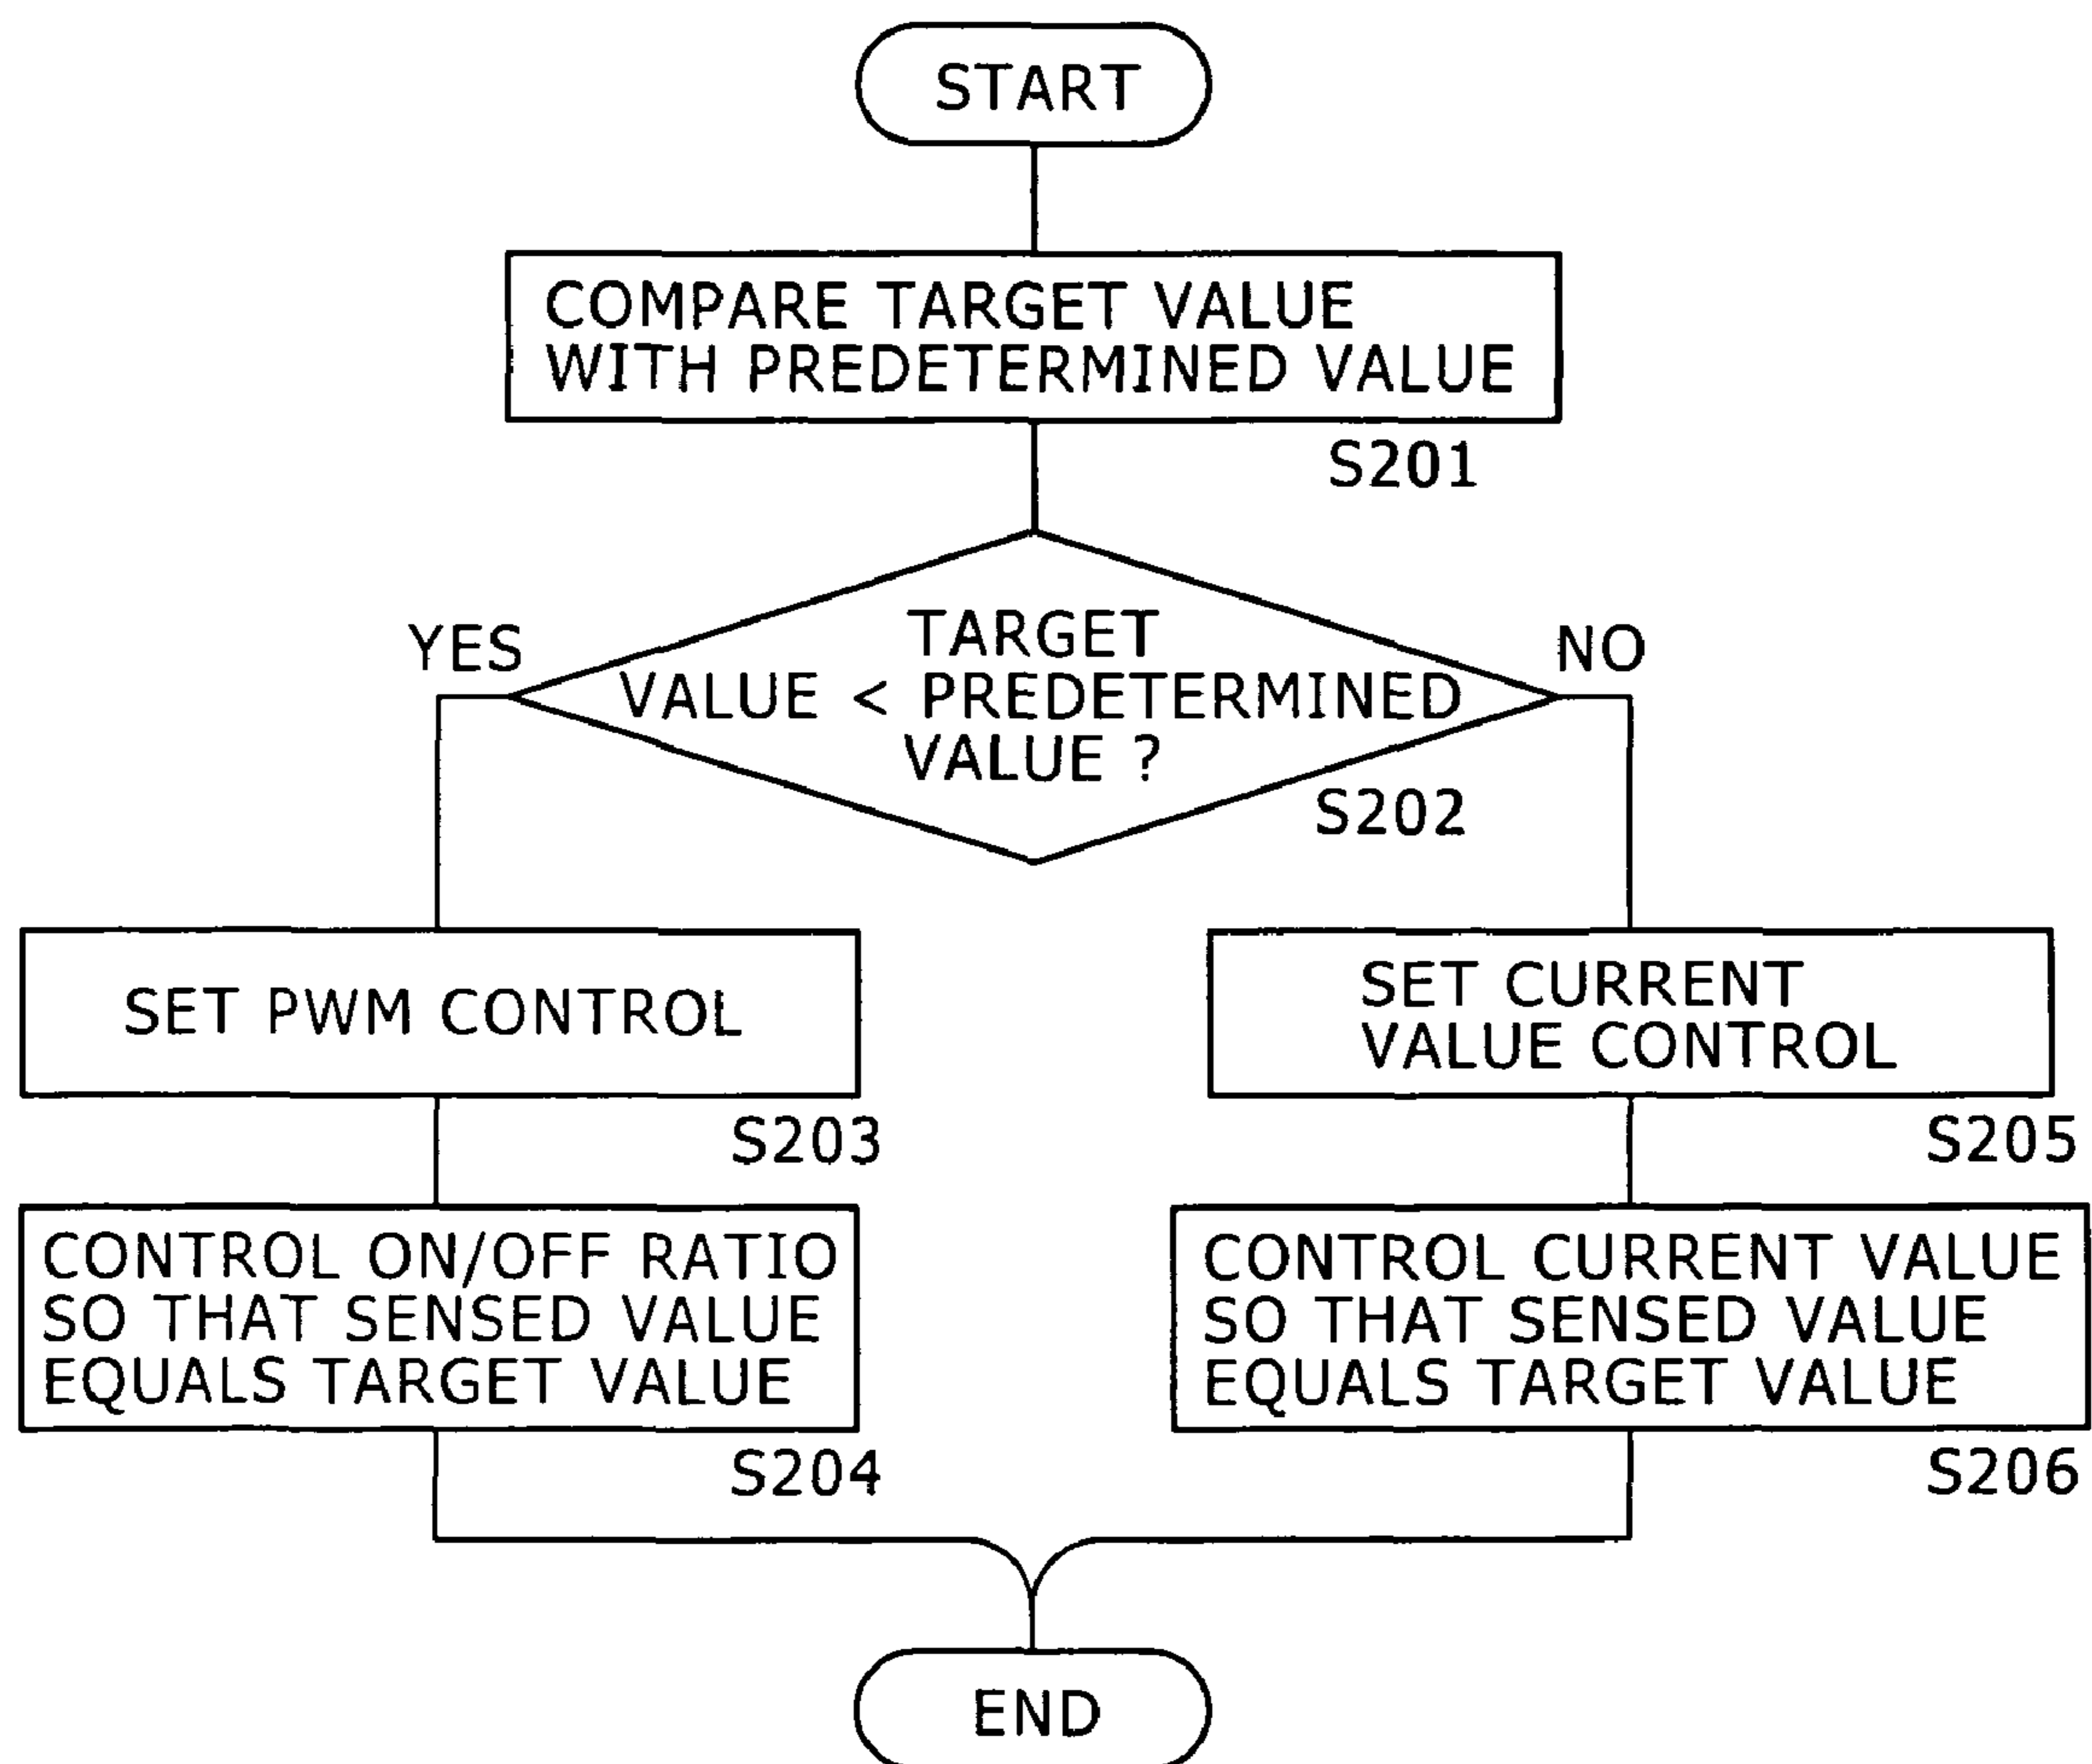 START
COMPARE TARGET VALUE
WITH PREDETERMINED VALUE
S201
YES
NO
TARGET
VALUE < PREDETERMINED
VALUE ?
S202
SET PWM CONTROL
S203
SET CURRENT
VALUE CONTROL
S205
CONTROL ON/OFF RATIO
SO THAT SENSED VALUE
EQUALS TARGET VALUE
S204
CONTROL CURRENT VALUE
SO THAT SENSED VALUE
EQUALS TARGET VALUE
S206
END